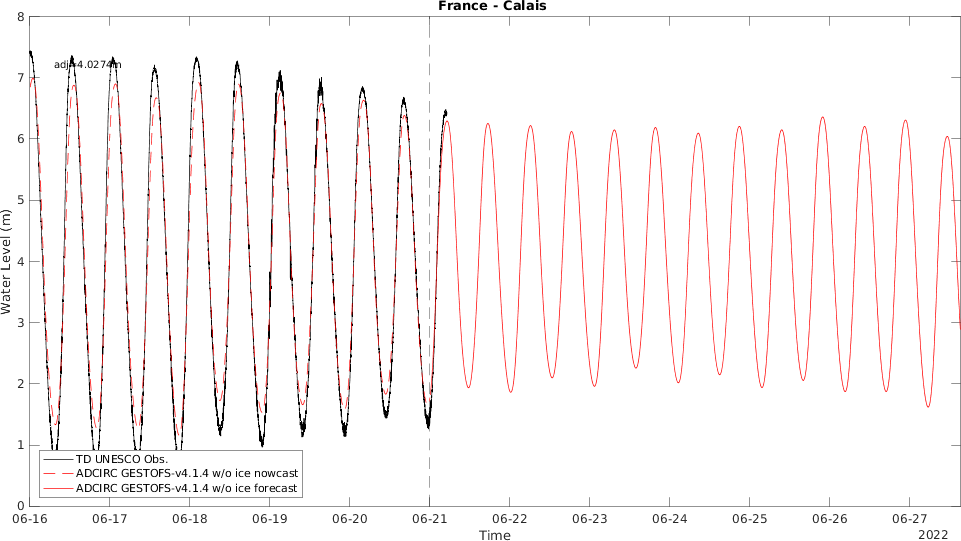 France - Calais
adj=4.0274m
Water Level (m)
8
7
6
5
4
3
2
1
0
TD UNESCO Obs.
ADCIRC GESTOFS-v4.1.4 w/o ice nowcast
ADCIRC GESTOFS-v4.1.4 w/o ice forecast
06-16 06-17 06-18 06-19 06-20 06-21 06-22 06-23 06-24 06-25 06-26 06-27
Time
2022